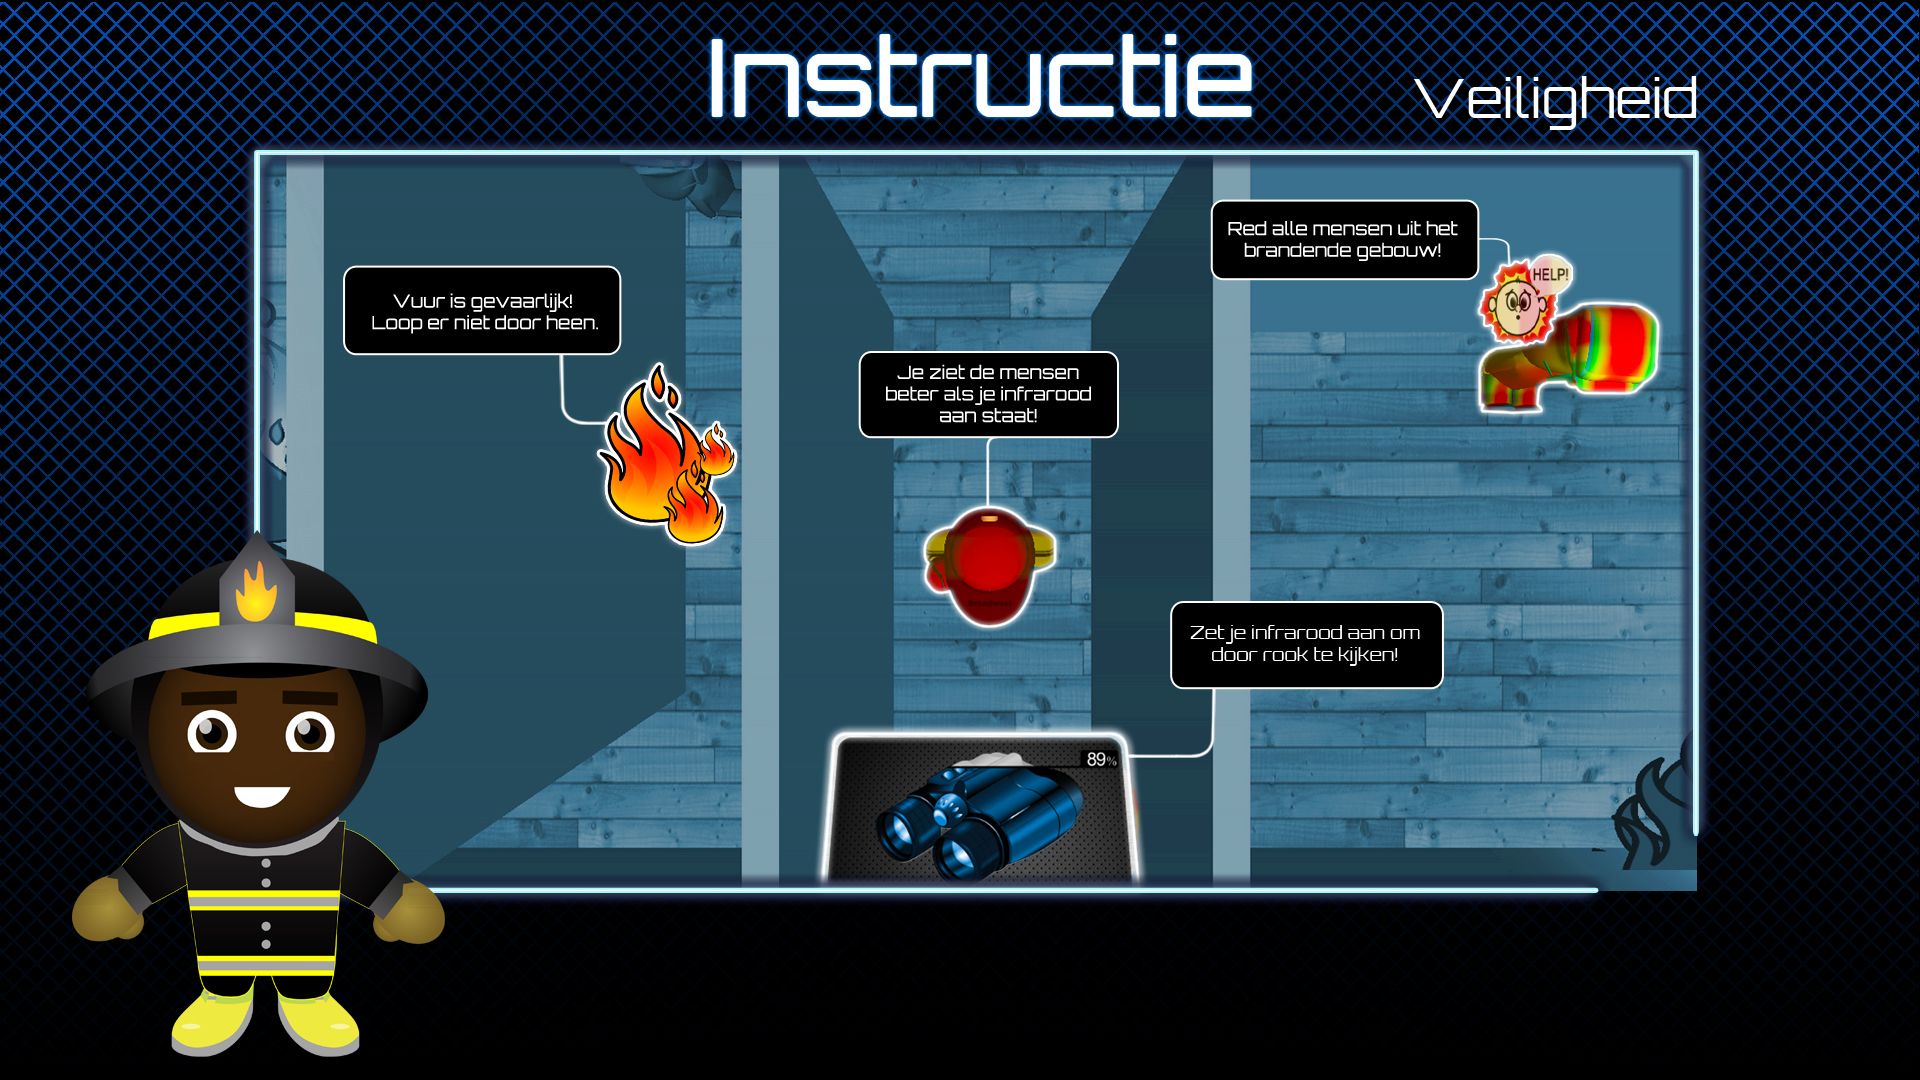 Instructie
Veiligheid
Red alle mensen uit het
brandende gebouw!
HELP!
Vuur is gevaarlijk!
Loop er niet door heen.
Je ziet de mensen
beter als je infrarood
aan staat!
Zet je infrarood aan om
door rook te kijken!
89%